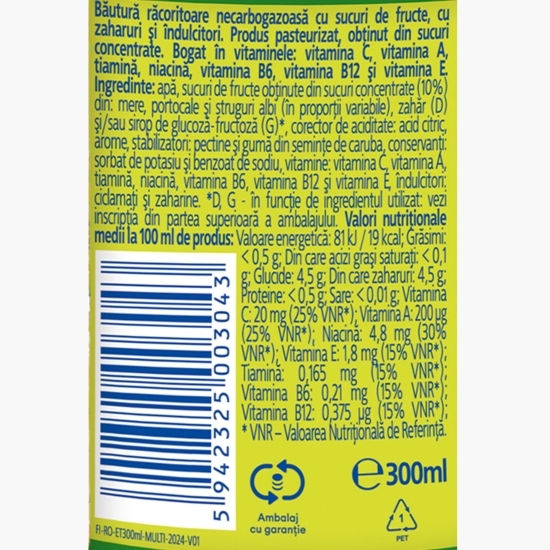 Băutură răcoritoare necarbogazoasă cu sucuri de fructe, cu
zaharuri și îndulcitori. Produs pasteurizat, obținut din sucuri
concentrate. Bogat în vitaminele: vitamina C, vitamina A,
tiamină, niacină, vitamina B6, vitamina B12 și vitamina E.
Ingrediente: apă, sucuri de fructe obținute din sucuri concentrate (10%)
din: mere, portocale și struguri albi (în proporții variabile), zahăr (D)
și/sau sirop de glucoză-fructoză (G)*, corector de aciditate: acid citric,
arome, stabilizatori: pectine și gumă din semințe de caruba, conservanți:
sorbat de potasiu și benzoat de sodiu, vitamine: vitamina C, vitamina A,
tiamină, niacină, vitamina B6, vitamina B12 și vitamina E, îndulcitori:
ciclamați și zaharine. *D, G - în funcție de ingredientul utilizat: vezi
inscripția din partea superioară a ambalajului. Valori nutriționale
medii la 100 ml de produs: Valoare energetică: 81 kJ / 19 kcal; Grăsimi:
< 0,5 g; Din care acizi grași saturați: < 0,1
g; Glucide: 4,5 g; Din care zaharuri: 4,5 g;
Proteine: < 0,5 g; Sare: < 0,01 g; Vitamina
C: 20 mg (25% VNR*); Vitamina A: 200 µg
(25% VNR*); Niacină: 4,8 mg (30%
VNR*); Vitamina E: 1,8 mg (15% VNR*);
Tiamină: 0,165 mg (15% VNR*);
Vitamina B6: 0,21 mg (15% VNR*);
Vitamina B12: 0,375 µg (15% VNR*);
* VNR – Valoarea Nutrițională de Referință.
5 942325 003043
Ambalaj
cu garanție
e 300ml
1
PET
FI-RO-ET300ml-MULTI-2024-V01